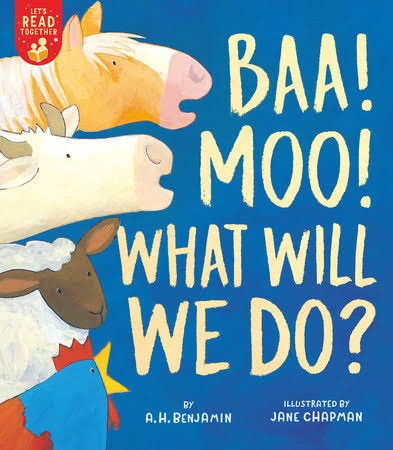 LET'S
READ
TOGETHER
BAA!
MOO!
WHAT WILL
WE DO?
BY
A.H. BENJAMIN
ILLUSTRATED BY
JANE CHAPMAN